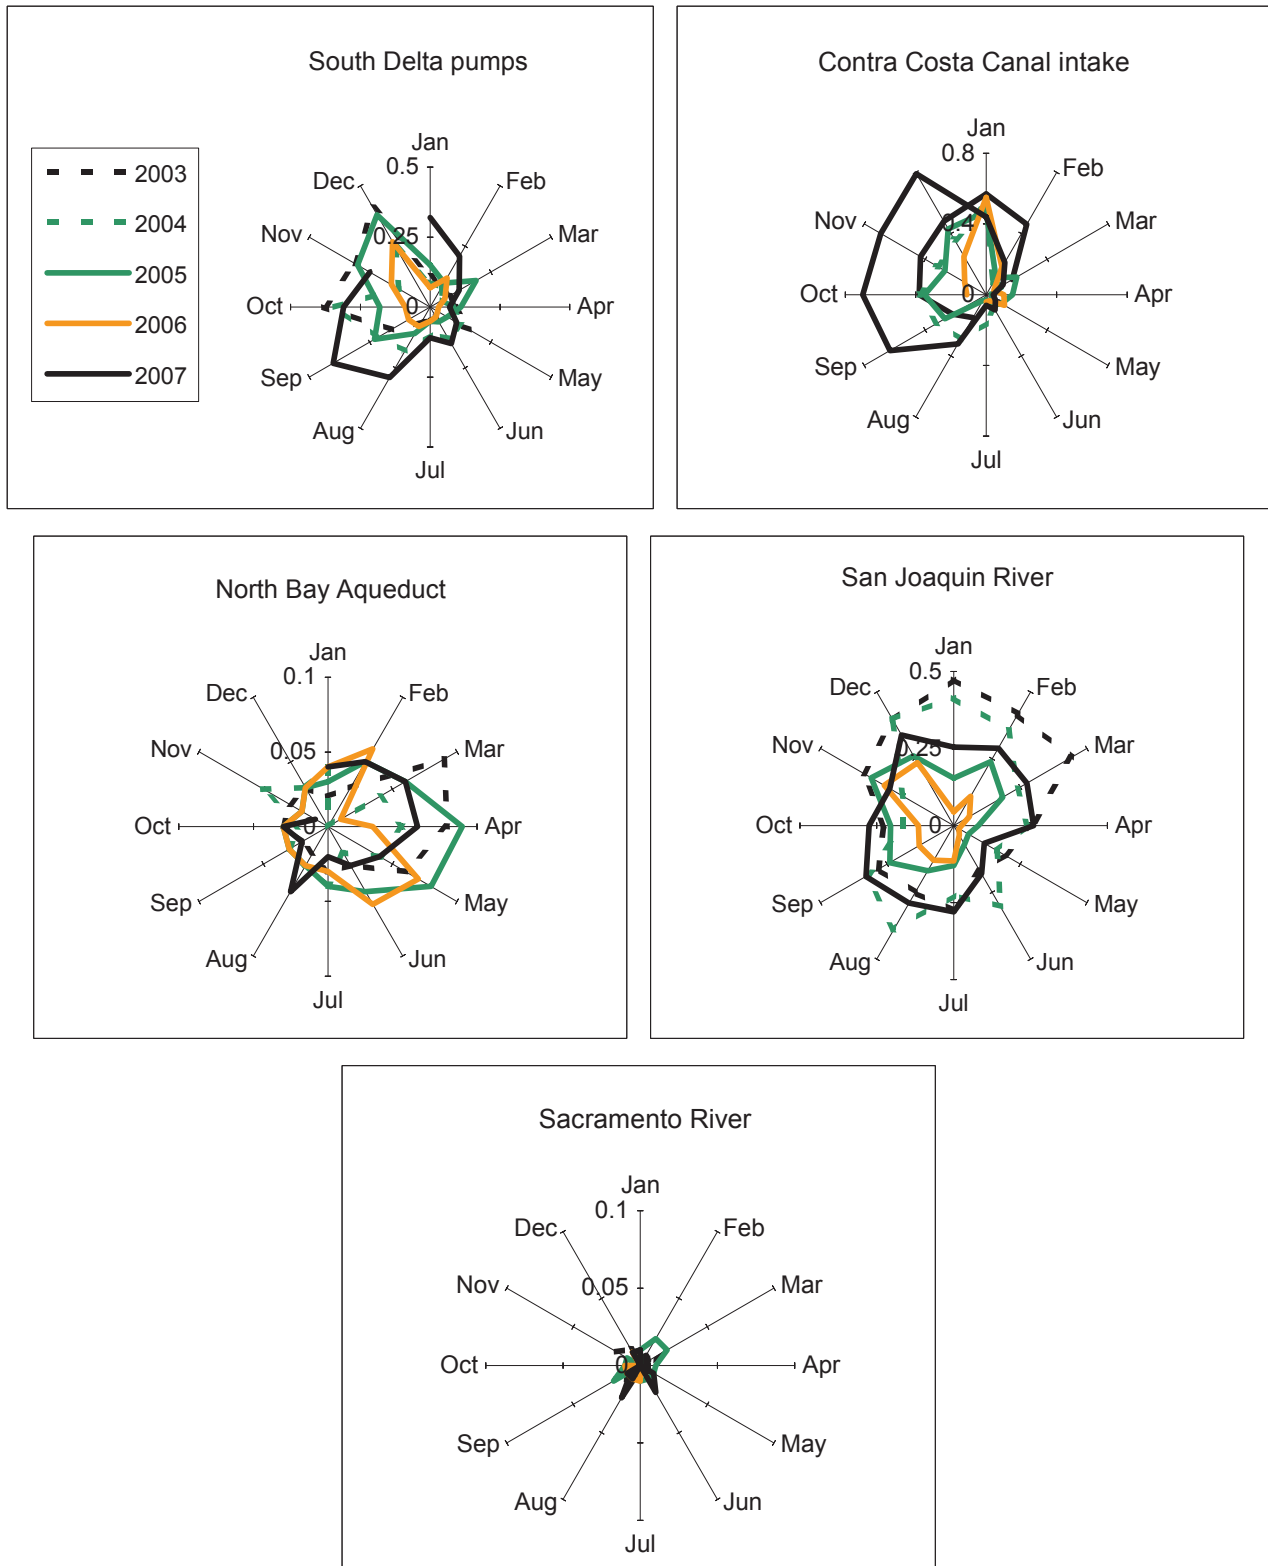 South Delta pumps
2003
2004
2005
2006
2007
Jan
0.5
Dec
Feb
0.25
Nov
Mar
Oct
0
Apr
Sep
May
Aug
Jun
Jul
Contra Costa Canal intake
Jan
0.8
Dec
Feb
0.4
Nov
Mar
Oct
0
Apr
Sep
May
Aug
Jun
Jul
North Bay Aqueduct
Jan
0.1
Dec
Feb
0.05
Nov
Mar
Oct
0
Apr
Sep
May
Aug
Jun
Jul
San Joaquin River
Jan
0.5
Dec
Feb
0.25
Nov
Mar
Oct
0
Apr
Sep
May
Aug
Jun
Jul
Sacramento River
Jan
0.1
Dec
Feb
0.05
Nov
Mar
Oct
0
Apr
Sep
May
Aug
Jun
Jul